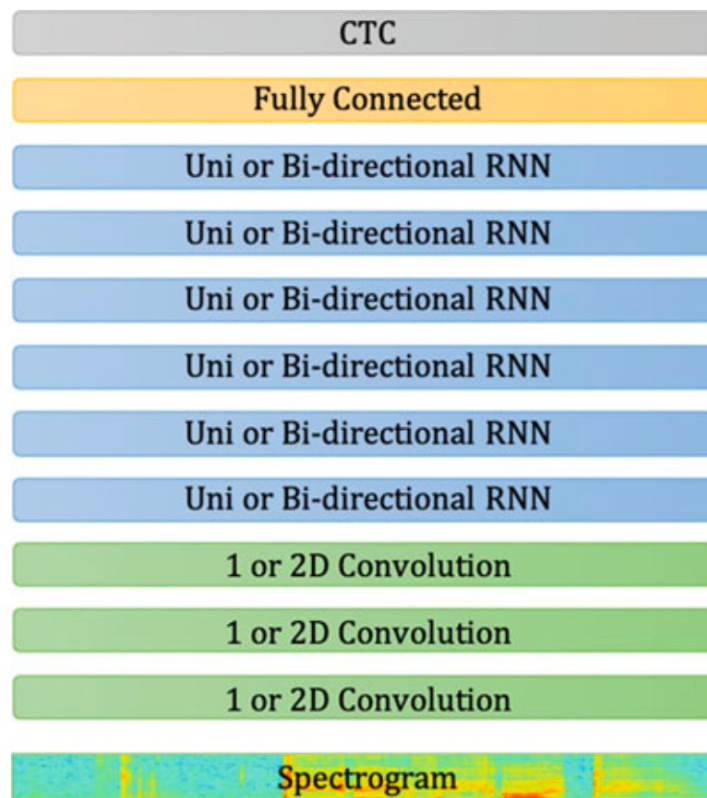 CTC
Fully Connected
Uni or Bi-directional RNN
Uni or Bi-directional RNN
Uni or Bi-directional RNN
Uni or Bi-directional RNN
Uni or Bi-directional RNN
Uni or Bi-directional RNN
1 or 2D Convolution
1 or 2D Convolution
1 or 2D Convolution
Spectrogram